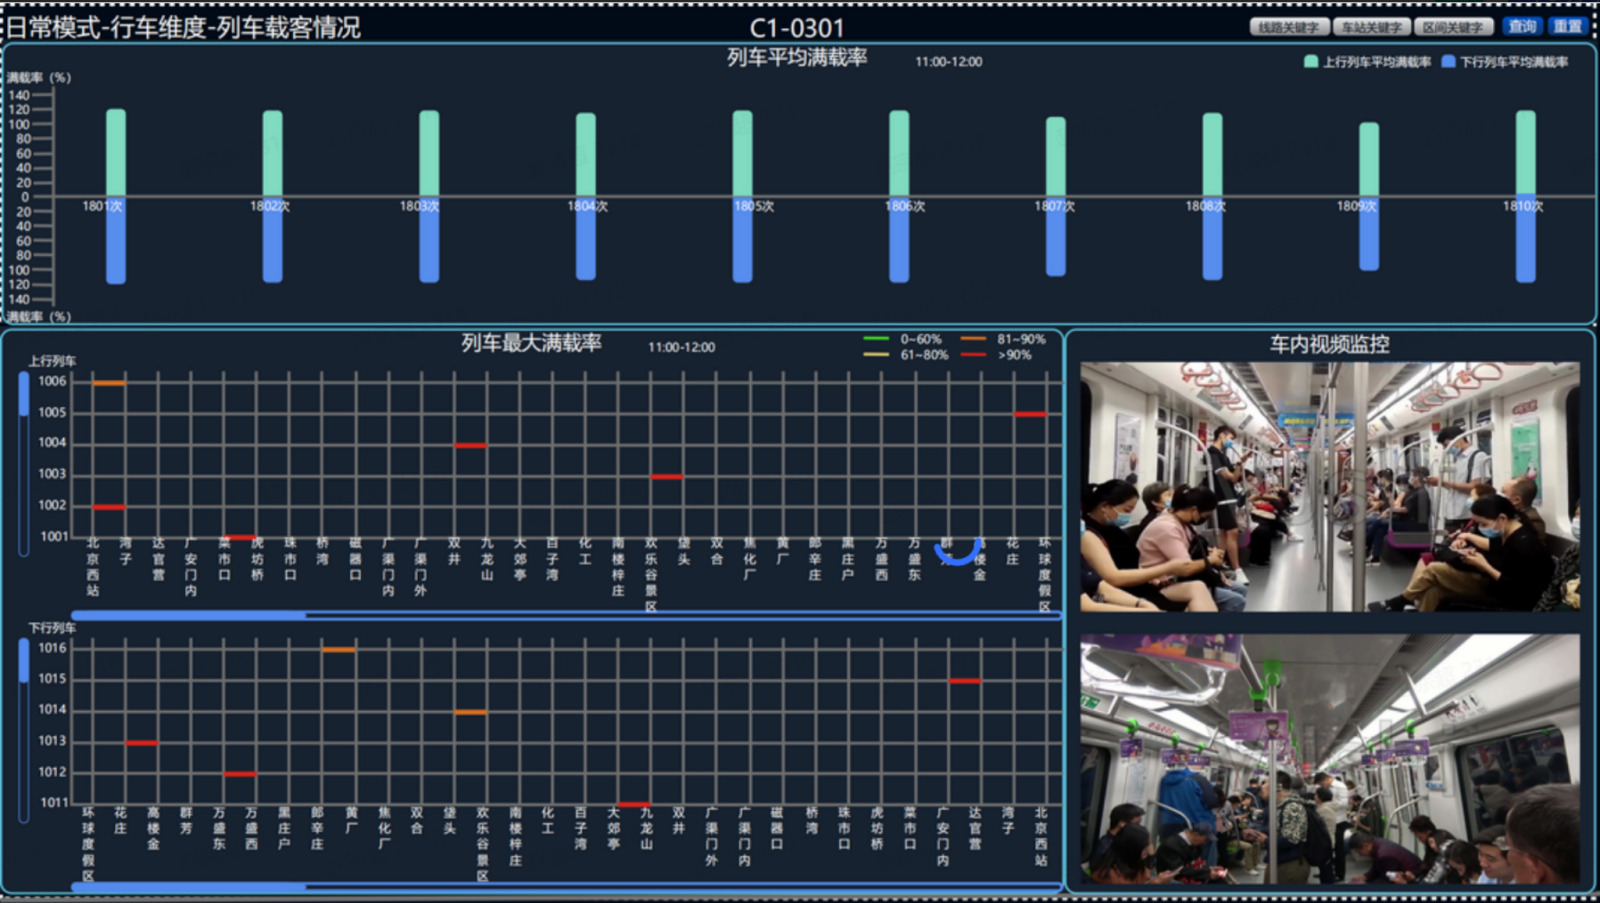 日常模式-行车维度-列车载客情况
C1-0301
线路关键字 车站关键字 区间关键字 查询 重置
列车平均满载率 11:00-12:00
上行列车平均满载率 下行列车平均满载率
满载率（%）
140
120
100
80
60
40
20
0
20
40
60
80
100
120
140
满载率（%）
1801次 1802次 1803次 1804次 1805次 1806次 1807次 1808次 1809次 1810次
列车最大满载率 11:00-12:00
0~60% 81~90%
61~80% >90%
上行列车
1006
1005
1004
1003
1002
1001
北京西站 湾子 达官营 广安门内 菜市口 虎坊桥 珠市口 桥湾 磁器口 广渠门内 广渠门外 双井 九龙山 大郊亭 百子湾 化工 南楼梓庄 欢乐谷景区 垡头 双合 焦化厂 黄厂 郎辛庄 黑庄户 万盛西 万盛东 群 楼金 花庄 环球度假区
下行列车
1016
1015
1014
1013
1012
1011
环球度假区 花庄 高楼金 群芳 万盛东 万盛西 黑庄户 郎辛庄 黄厂 焦化厂 双合 垡头 欢乐谷景区 南楼梓庄 化工 百子湾 大郊亭 九龙山 双井 广渠门外 广渠门内 磁器口 桥湾 珠市口 虎坊桥 菜市口 广安门内 达官营 湾子 北京西站
车内视频监控